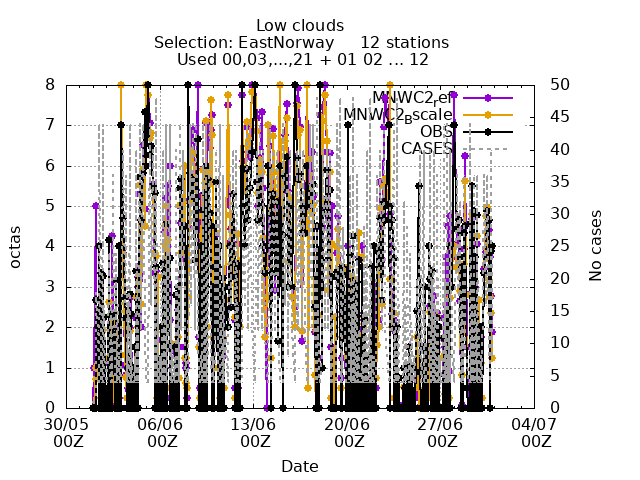 Low clouds
Selection: EastNorway 12 stations
Used 00,03,...,21 + 01 02 ... 12
MNWC2ref
MNWC2Bscale
OBS
CASES
8 7 6 5 4 3 2 1 0
octas
50 45 40 35 30 25 20 15 10 5 0
No cases
30/05 06/06 13/06 20/06 27/06 04/07
00Z 00Z 00Z 00Z 00Z 00Z
Date